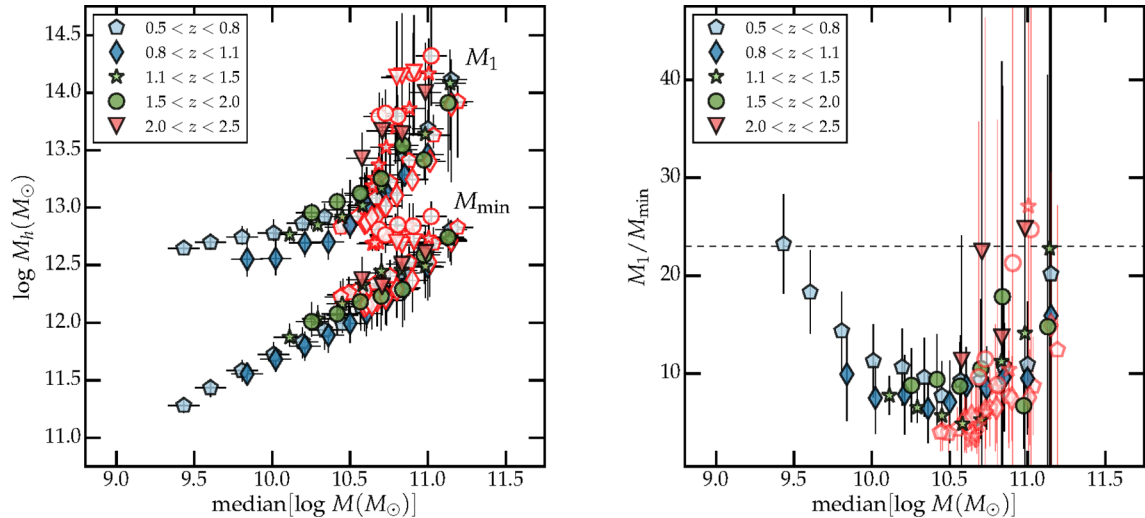 14.5
14.0
13.5
13.0
12.5
12.0
11.5
11.0
log M_h(M_⊙)
0.5 < z < 0.8
0.8 < z < 1.1
1.1 < z < 1.5
1.5 < z < 2.0
2.0 < z < 2.5
M_1
M_min
9.0 9.5 10.0 10.5 11.0 11.5
median[log M(M_⊙)]
40
30
20
10
M_1/M_min
0.5 < z < 0.8
0.8 < z < 1.1
1.1 < z < 1.5
1.5 < z < 2.0
2.0 < z < 2.5
9.0 9.5 10.0 10.5 11.0 11.5
median[log M(M_⊙)]